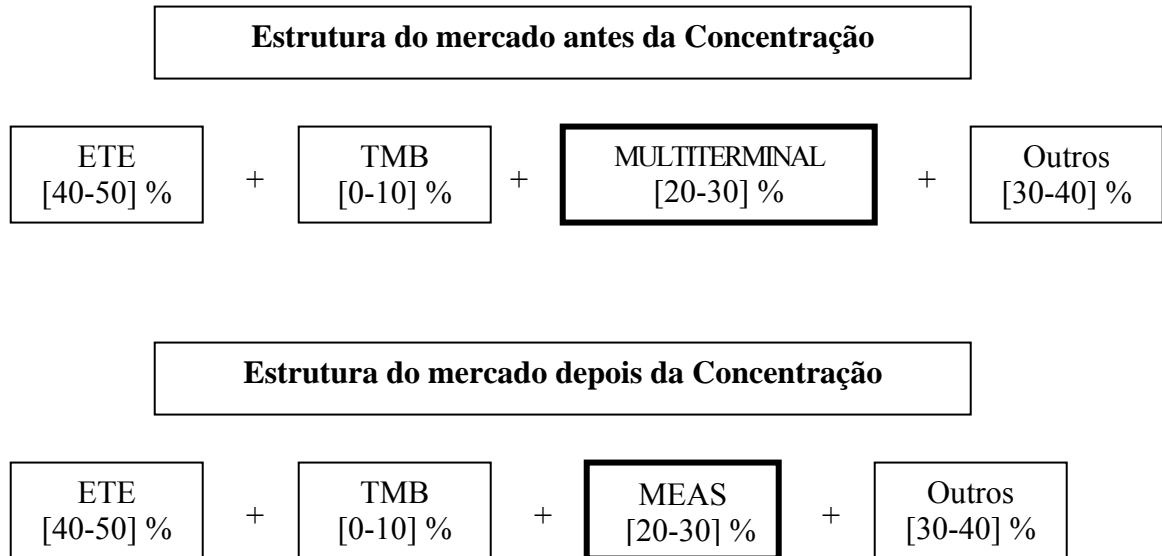 Estrutura do mercado antes da Concentração
ETE
[40-50] %
+
TMB
[0-10] %
+
MULTITERMINAL
[20-30] %
+
Outros
[30-40] %
Estrutura do mercado depois da Concentração
ETE
[40-50] %
+
TMB
[0-10] %
+
MEAS
[20-30] %
+
Outros
[30-40] %